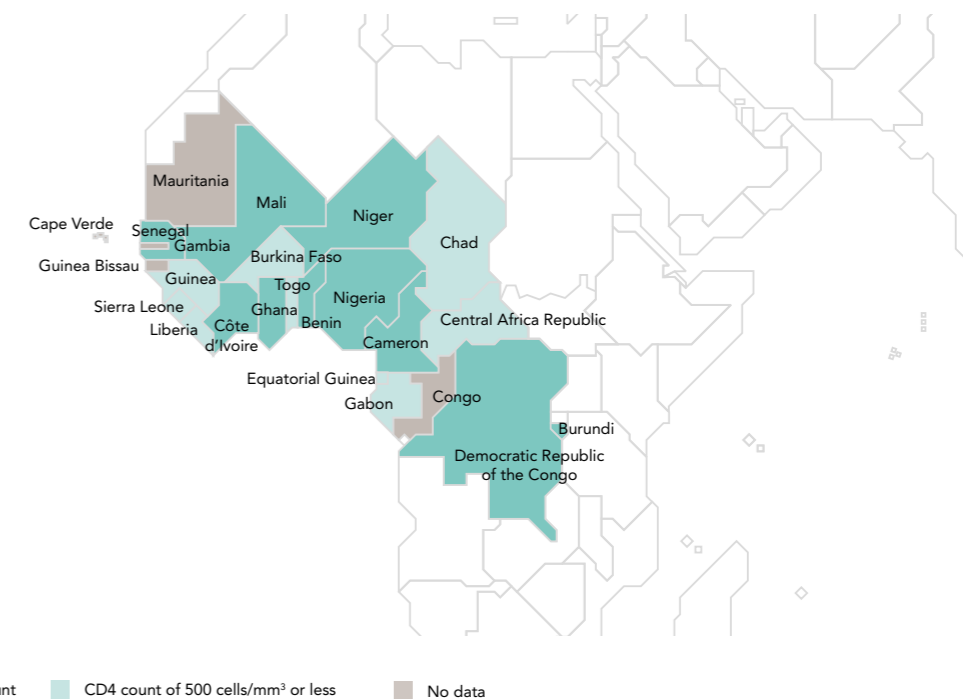 Mauritania
Mali
Niger
Cape Verde
Senegal
Chad
Gambia
Burkina Faso
Guinea Bissau
Guinea
Togo
Nigeria
Sierra Leone
Ghana
Central Africa Republic
Liberia
Côte
d’Ivoire
Benin
Cameron
Equatorial Guinea
Gabon
Congo
Burundi
Democratic Republic
of the Congo
CD4 count of 500 cells/mm³ or less
No data